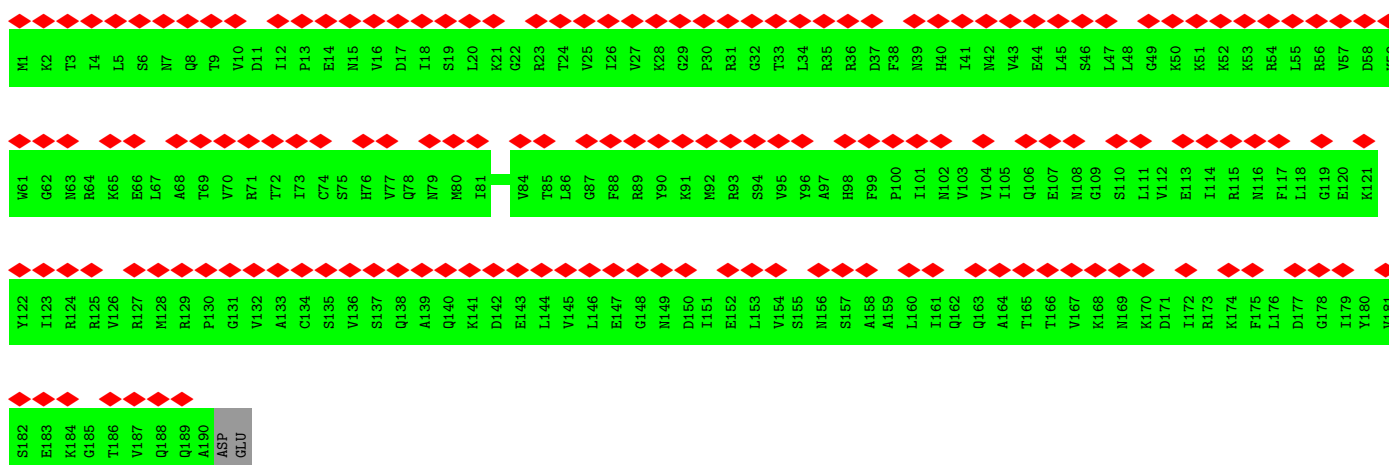 M1 K2 T3 I4 L5 S6 N7 Q8 T9 V10 D11 I12 P13 E14 N15 V16 D17 I18 S19 L20 K21 G22 R23 T24 V25 I26 V27 K28 G29 P30 R31 G32 T33 L34 R35 R36 D37 F38 N39 H40 I41 N42 V43 E44 L45 S46 L47 L48 G49 K50 K51 K52 K53 R54 L55 R56 V57 D58
W61 G62 N63 R64 K65 E66 L67 A68 T69 V70 R71 T72 I73 C74 S75 H76 V77 Q78 N79 M80 I81 V84 T85 L86 G87 F88 R89 Y90 K91 M92 R93 S94 V95 Y96 A97 H98 F99 P100 I101 N102 V103 V104 I105 Q106 E107 N108 G109 S110 L111 V112 E113 I114 R115 N116 F117 L118 G119 E120 K121
Y122 I123 R124 R125 V126 R127 M128 R129 P130 G131 V132 A133 C134 S135 V136 S137 Q138 A139 Q140 K141 D142 E143 L144 V145 L146 E147 G148 N149 D150 I151 E152 L153 V154 S155 N156 S157 A158 A159 L160 I161 Q162 Q163 A164 T165 T166 V167 K168 N169 K170 D171 I172 R173 K174 F175 L176 D177 G178 I179 Y180
S182 E183 K184 G185 T186 V187 Q188 Q189 A190 ASP GLU